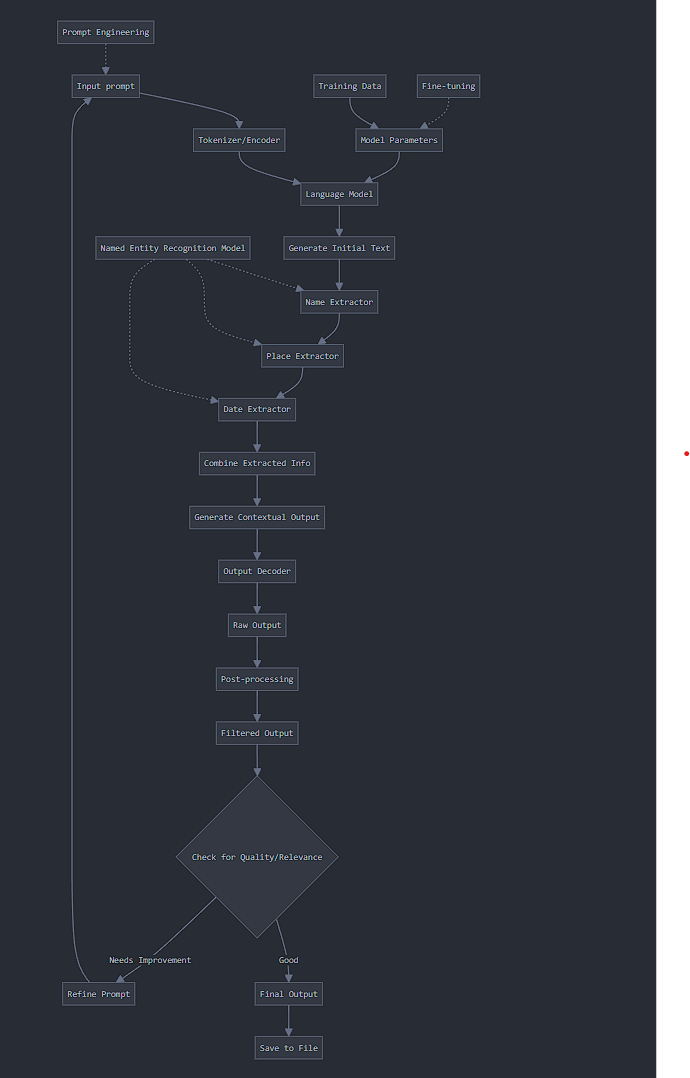 Prompt Engineering
Input prompt
Training Data
Fine-tuning
Tokenizer/Encoder
Model Parameters
Language Model
Named Entity Recognition Model
Generate Initial Text
Name Extractor
Place Extractor
Date Extractor
Combine Extracted Info
Generate Contextual Output
Output Decoder
Raw Output
Post-processing
Filtered Output
Check for Quality/Relevance
Needs Improvement
Good
Refine Prompt
Final Output
Save to File